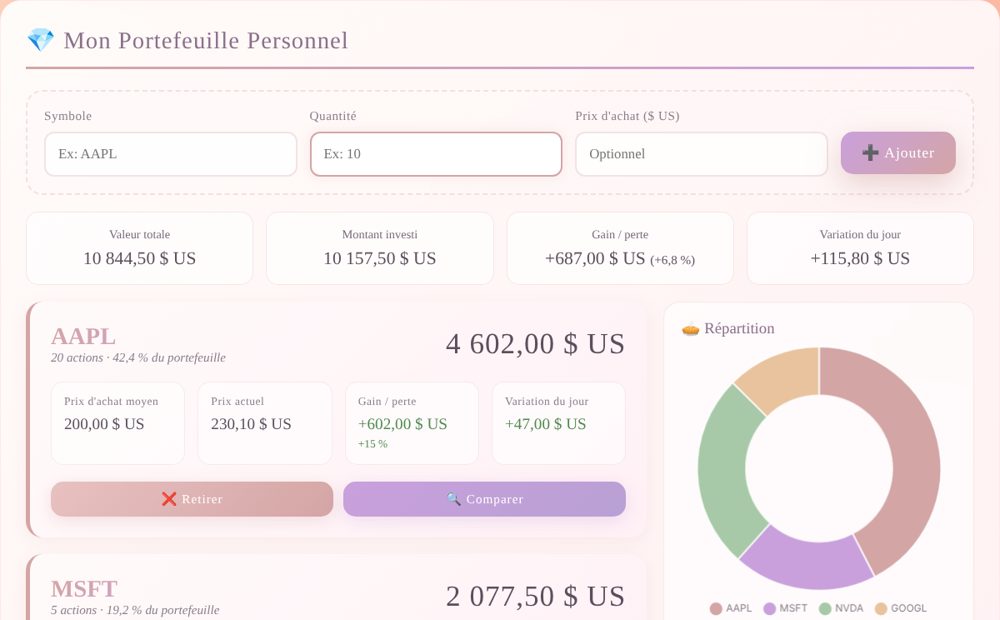 💎 Mon Portefeuille Personnel
Symbole
Quantité
Prix d'achat ($ US)
Ex: AAPL
Ex: 10
Optionnel
➕ Ajouter
Valeur totale
10 844,50 $ US
Montant investi
10 157,50 $ US
Gain / perte
+687,00 $ US (+6,8 %)
Variation du jour
+115,80 $ US
AAPL
20 actions · 42,4 % du portefeuille
4 602,00 $ US
Prix d'achat moyen
200,00 $ US
Prix actuel
230,10 $ US
Gain / perte
+602,00 $ US
+15 %
Variation du jour
+47,00 $ US
❌ Retirer
🔍 Comparer
MSFT
5 actions · 19,2 % du portefeuille
2 077,50 $ US
🥧 Répartition
AAPL
MSFT
NVDA
GOOGL